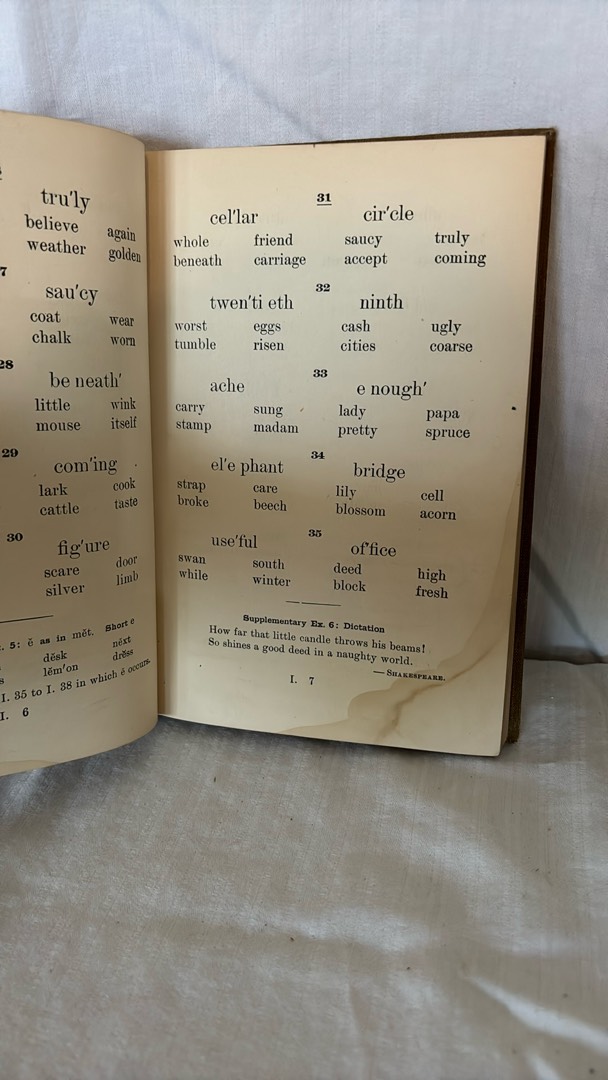 tru'ly
believe again
weather golden
7
sau'cy
coat wear
chalk worn
28
be neath'
little wink
mouse itself
29
com'ing
lark cook
cattle taste
30
fig'ure
scare door
silver limb
5: ĕ as in mĕt. Short e
dĕsk nĕxt
lĕm'on drĕss
I. 35 to I. 38 in which ĕ occurs.
I. 6
31
cel'lar cir'cle
whole friend saucy truly
beneath carriage accept coming
32
twen'ti eth ninth
worst eggs cash ugly
tumble risen cities coarse
33
ache e nough'
carry sung lady papa
stamp madam pretty spruce
34
el'e phant bridge
strap care lily cell
broke beech blossom acorn
35
use'ful of'fice
swan south deed high
while winter block fresh
Supplementary Ex. 6: Dictation
How far that little candle throws his beams!
So shines a good deed in a naughty world.
— SHAKESPEARE.
I. 7